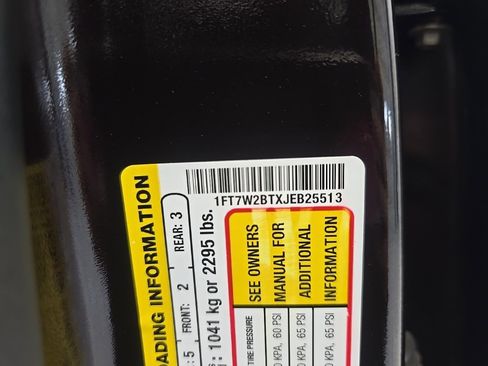 1FT7W2BTXJEB25513
ADING INFORMATION
: 5 FRONT: 2 REAR: 3
: 1041 kg or 2295 lbs.
TIRE PRESSURE SEE OWNERS
KPA, 60 PSI MANUAL FOR
KPA, 65 PSI ADDITIONAL
KPA, 65 PSI INFORMATION